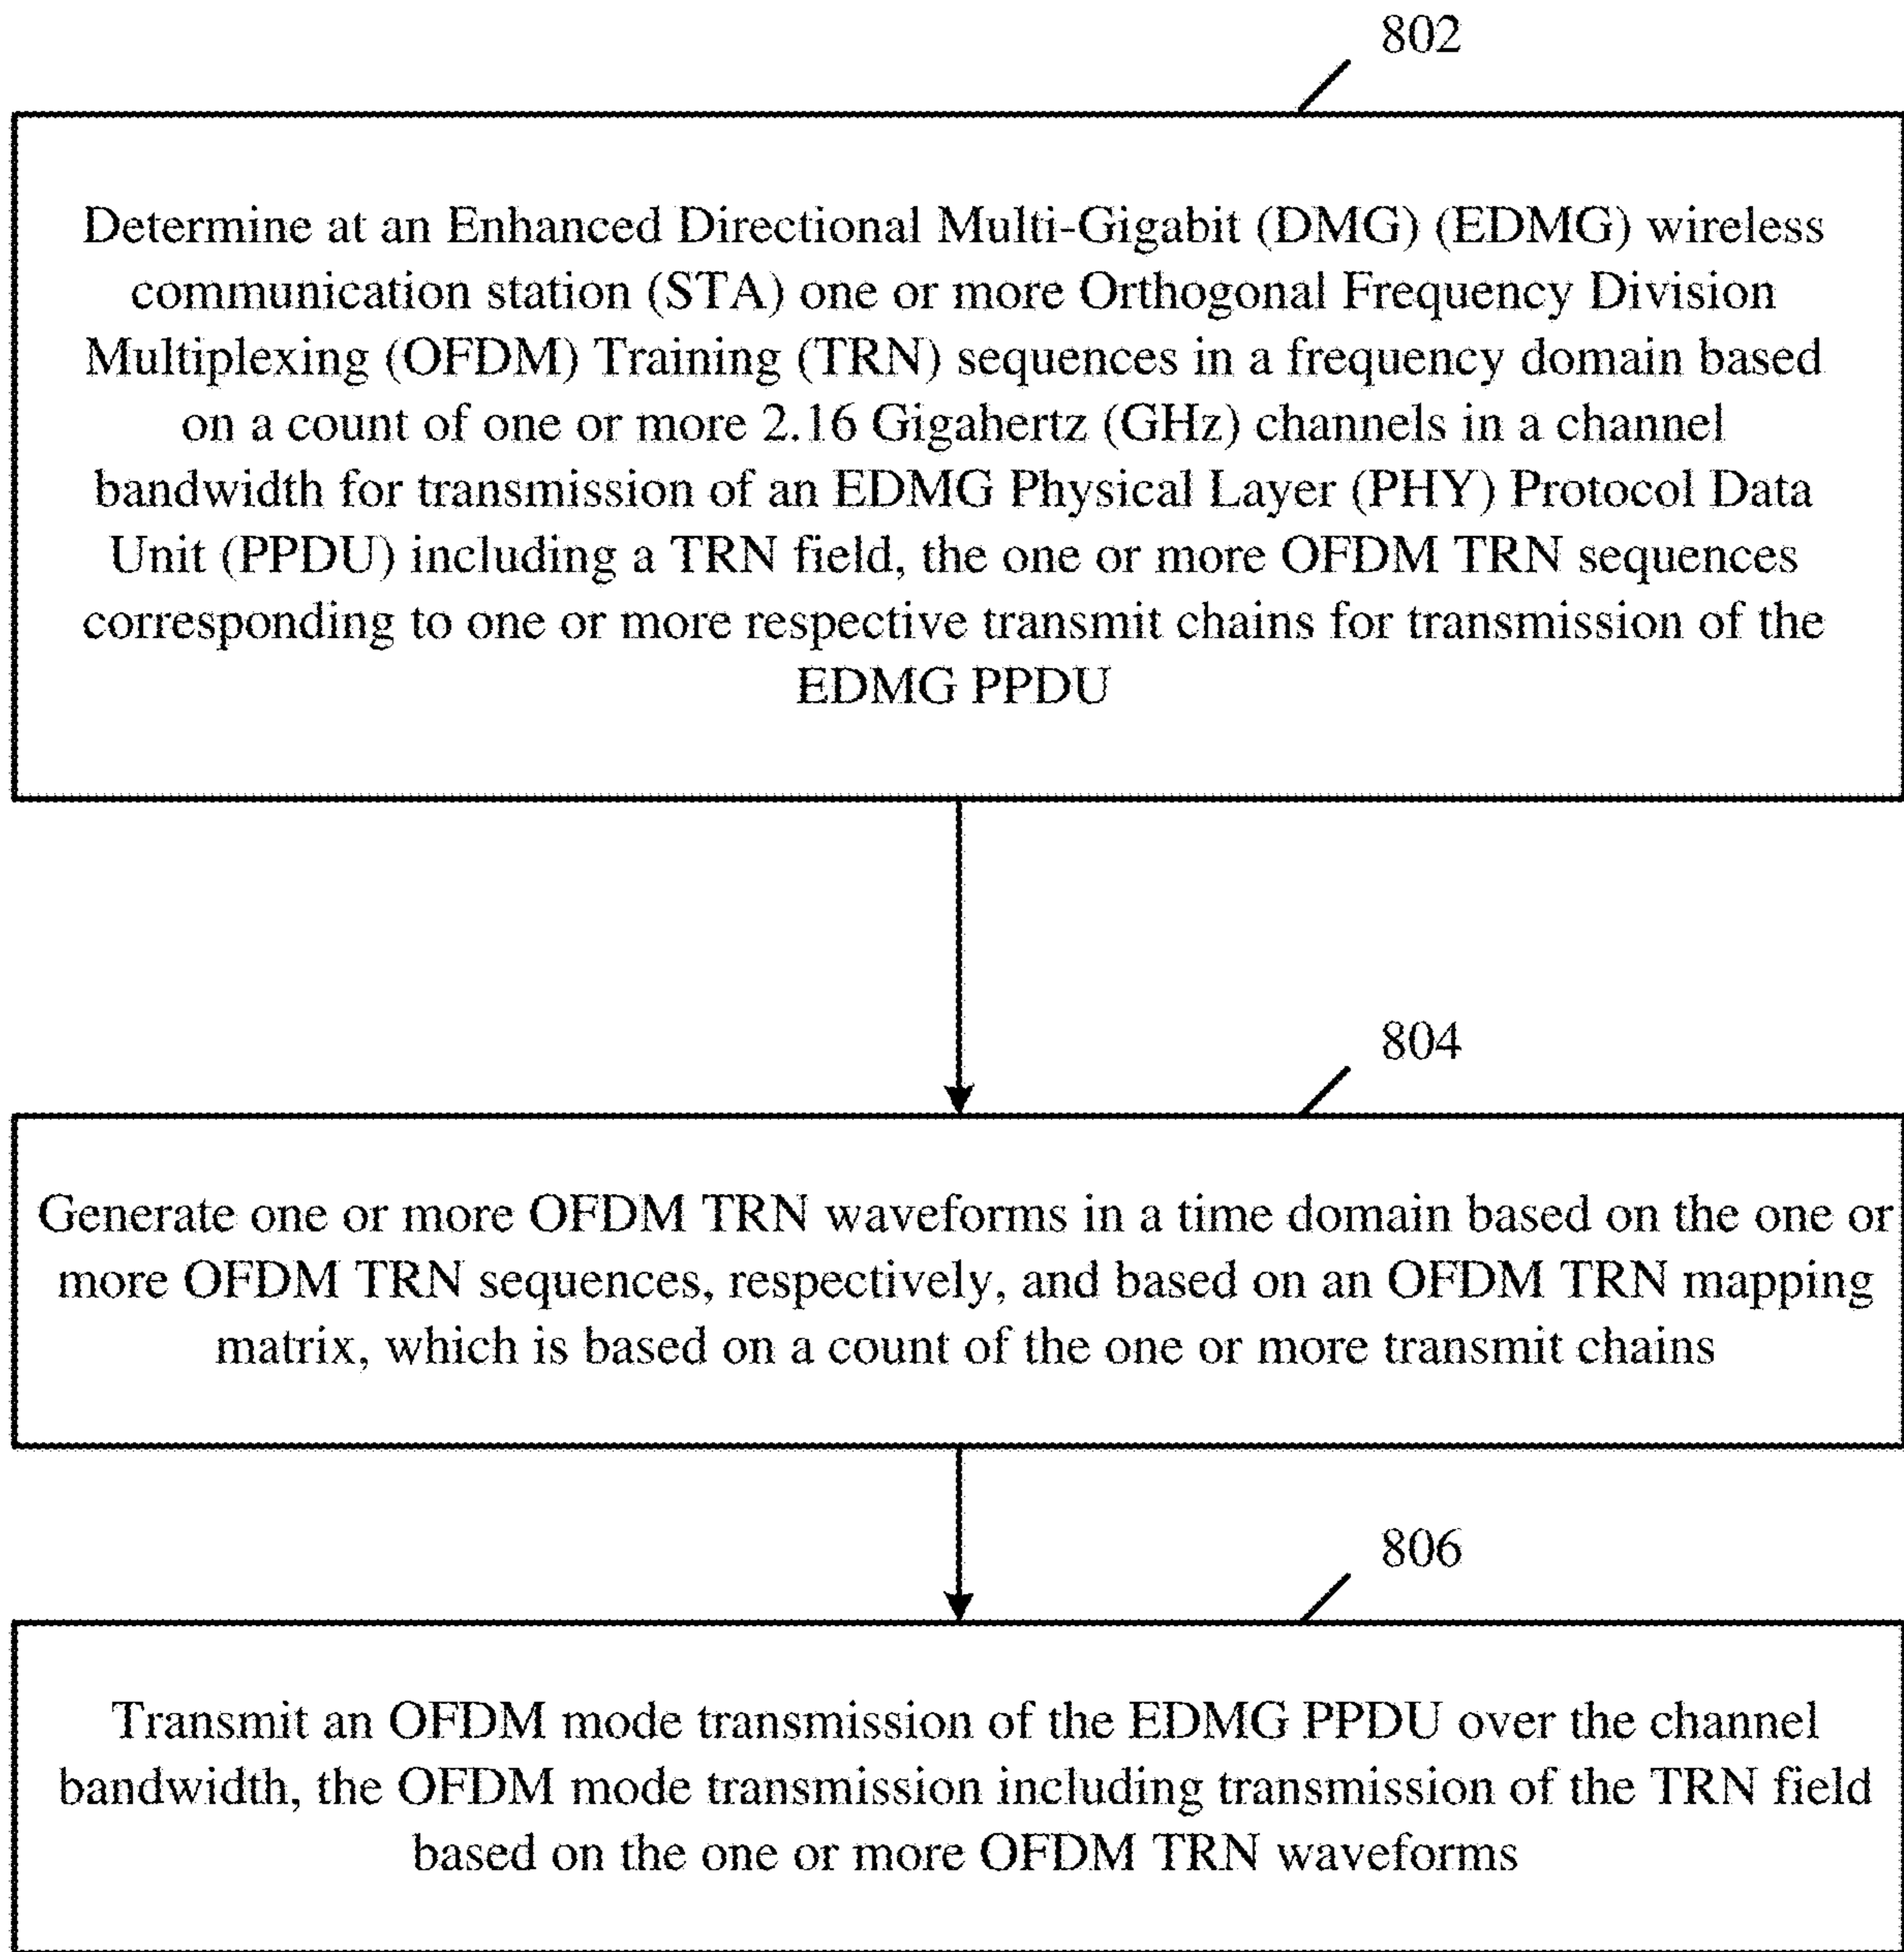 802
Determine at an Enhanced Directional Multi-Gigabit (DMG) (EDMG) wireless
communication station (STA) one or more Orthogonal Frequency Division
Multiplexing (OFDM) Training (TRN) sequences in a frequency domain based
on a count of one or more 2.16 Gigahertz (GHz) channels in a channel
bandwidth for transmission of an EDMG Physical Layer (PHY) Protocol Data
Unit (PPDU) including a TRN field, the one or more OFDM TRN sequences
corresponding to one or more respective transmit chains for transmission of the
EDMG PPDU
804
Generate one or more OFDM TRN waveforms in a time domain based on the one or
more OFDM TRN sequences, respectively, and based on an OFDM TRN mapping
matrix, which is based on a count of the one or more transmit chains
806
Transmit an OFDM mode transmission of the EDMG PPDU over the channel
bandwidth, the OFDM mode transmission including transmission of the TRN field
based on the one or more OFDM TRN waveforms